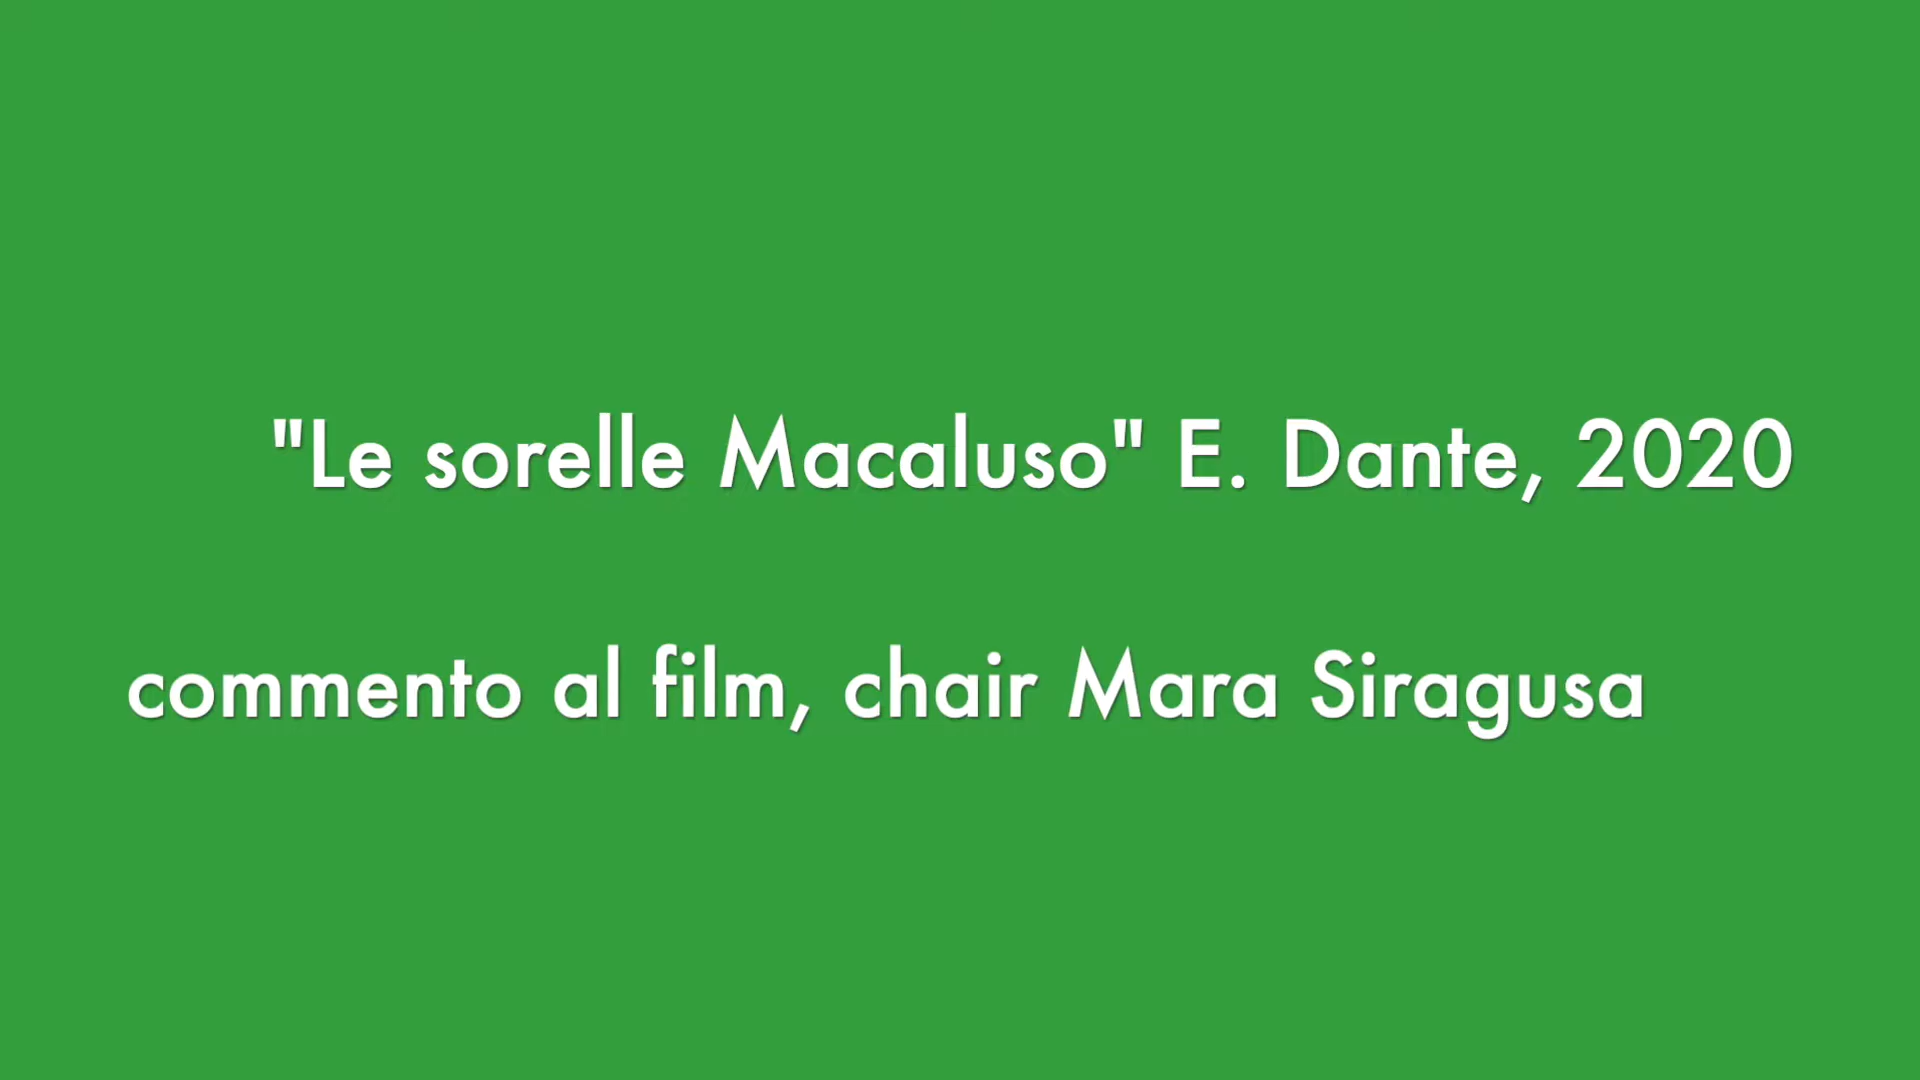 "Le sorelle Macaluso" E. Dante, 2020
commento al film, chair Mara Siragusa